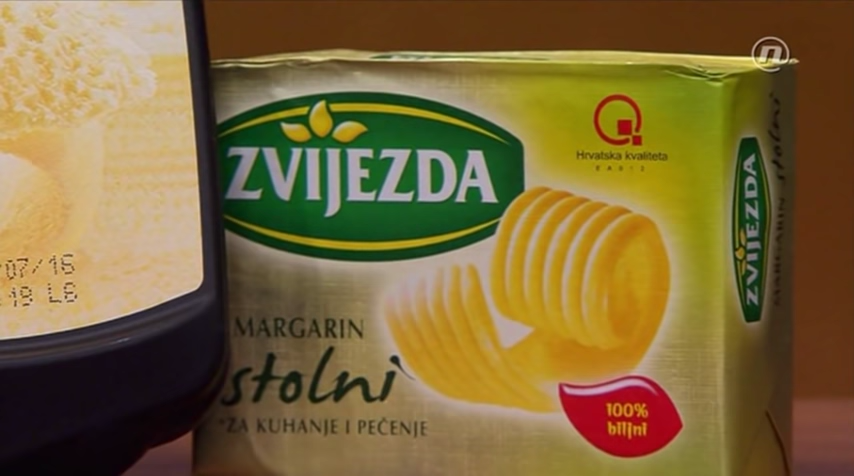 07/16
19 L6
ZVIJEZDA
Hrvatska kvaliteta
MARGARIN
stolni
*ZA KUHANJE I PEČENJE
100%
biljni
ZVIJEZDA
MARGARIN stolni